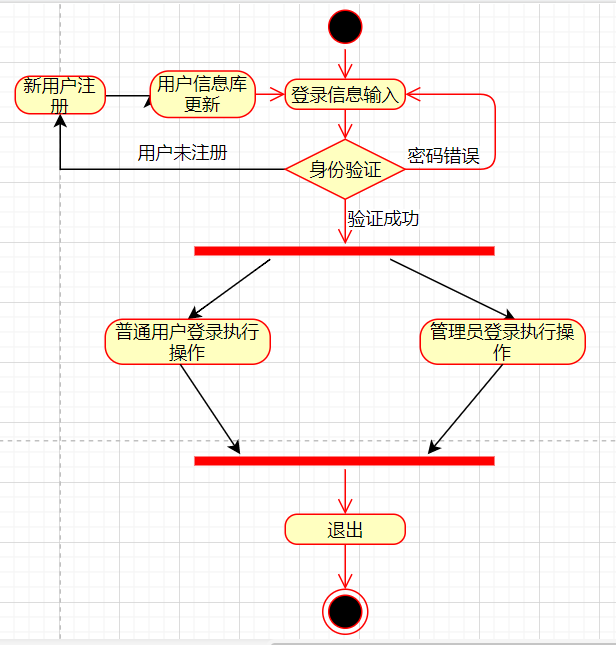 新用户注
册
用户信息库
更新
登录信息输入
用户未注册
身份验证
密码错误
验证成功
普通用户登录执行
操作
管理员登录执行操
作
退出